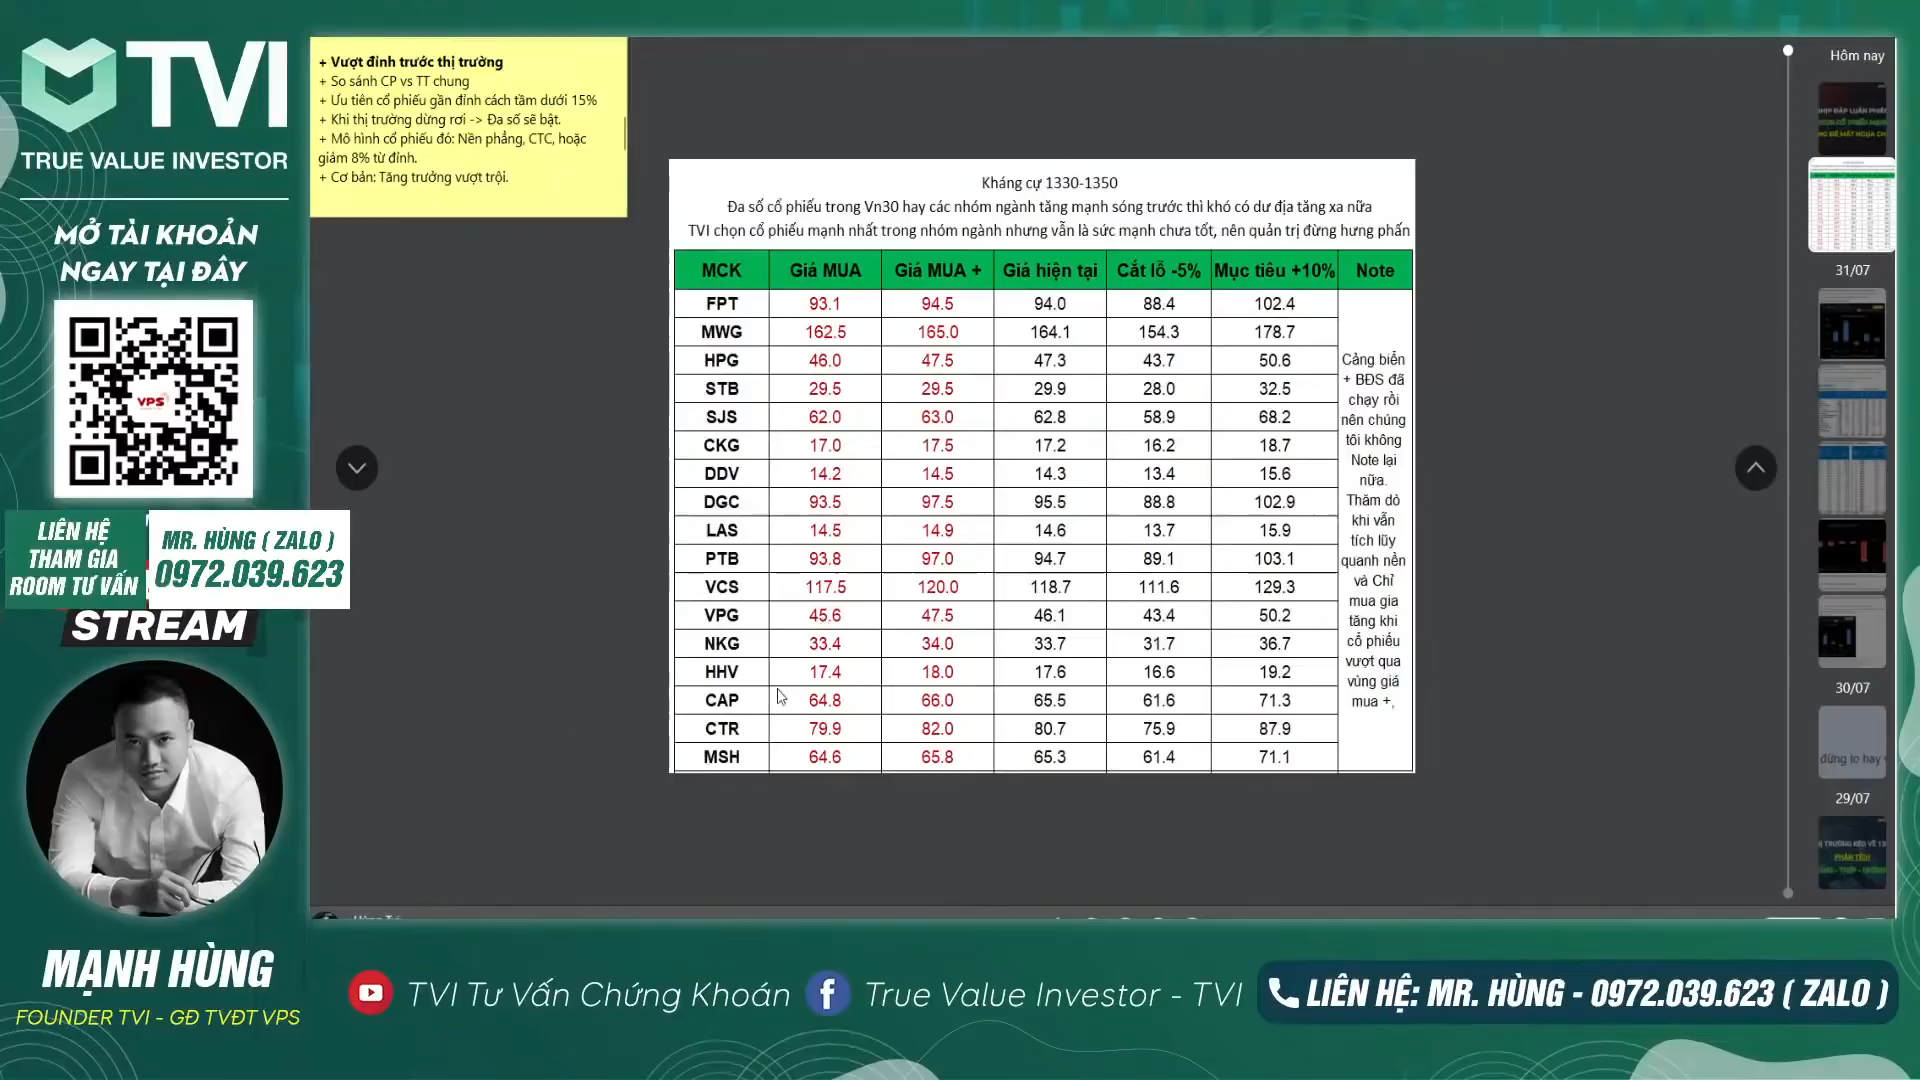 TVI
TRUE VALUE INVESTOR
MỞ TÀI KHOẢN
NGAY TẠI ĐÂY
VPS
LIÊN HỆ
THAM GIA
ROOM TƯ VẤN
MR. HÙNG ( ZALO )
0972.039.623
STREAM
MẠNH HÙNG
FOUNDER TVI - GĐ TVĐT VPS
+ Vượt đỉnh trước thị trường
+ So sánh CP vs TT chung
+ Ưu tiên cổ phiếu gần đỉnh cách tầm dưới 15%
+ Khi thị trường dừng rơi -> Đa số sẽ bật.
+ Mô hình cổ phiếu đó: Nền phẳng, CTC, hoặc
giảm 8% từ đỉnh.
+ Cơ bản: Tăng trưởng vượt trội.
Kháng cự 1330-1350
Đa số cổ phiếu trong Vn30 hay các nhóm ngành tăng mạnh sóng trước thì khó có dư địa tăng xa nữa
TVI chọn cổ phiếu mạnh nhất trong nhóm ngành nhưng vẫn là sức mạnh chưa tốt, nên quản trị đừng hưng phấn
MCK Giá MUA Giá MUA + Giá hiện tại Cắt lỗ -5% Mục tiêu +10% Note
FPT 93.1 94.5 94.0 88.4 102.4
MWG 162.5 165.0 164.1 154.3 178.7
HPG 46.0 47.5 47.3 43.7 50.6
STB 29.5 29.5 29.9 28.0 32.5
SJS 62.0 63.0 62.8 58.9 68.2
CKG 17.0 17.5 17.2 16.2 18.7
DDV 14.2 14.5 14.3 13.4 15.6
DGC 93.5 97.5 95.5 88.8 102.9
LAS 14.5 14.9 14.6 13.7 15.9
PTB 93.8 97.0 94.7 89.1 103.1
VCS 117.5 120.0 118.7 111.6 129.3
VPG 45.6 47.5 46.1 43.4 50.2
NKG 33.4 34.0 33.7 31.7 36.7
HHV 17.4 18.0 17.6 16.6 19.2
CAP 64.8 66.0 65.5 61.6 71.3
CTR 79.9 82.0 80.7 75.9 87.9
MSH 64.6 65.8 65.3 61.4 71.1
Cảng biển
+ BĐS đã
chạy rồi
nên chúng
tôi không
Note lại
nữa.
Thăm dò
khi vẫn
tích lũy
quanh nền
và Chỉ
mua gia
tăng khi
cổ phiếu
vượt qua
vùng giá
mua +,
Hôm nay
31/07
30/07
đừng lo hay
29/07
TVI Tư Vấn Chứng Khoán
True Value Investor - TVI
LIÊN HỆ: MR. HÙNG - 0972.039.623 ( ZALO )